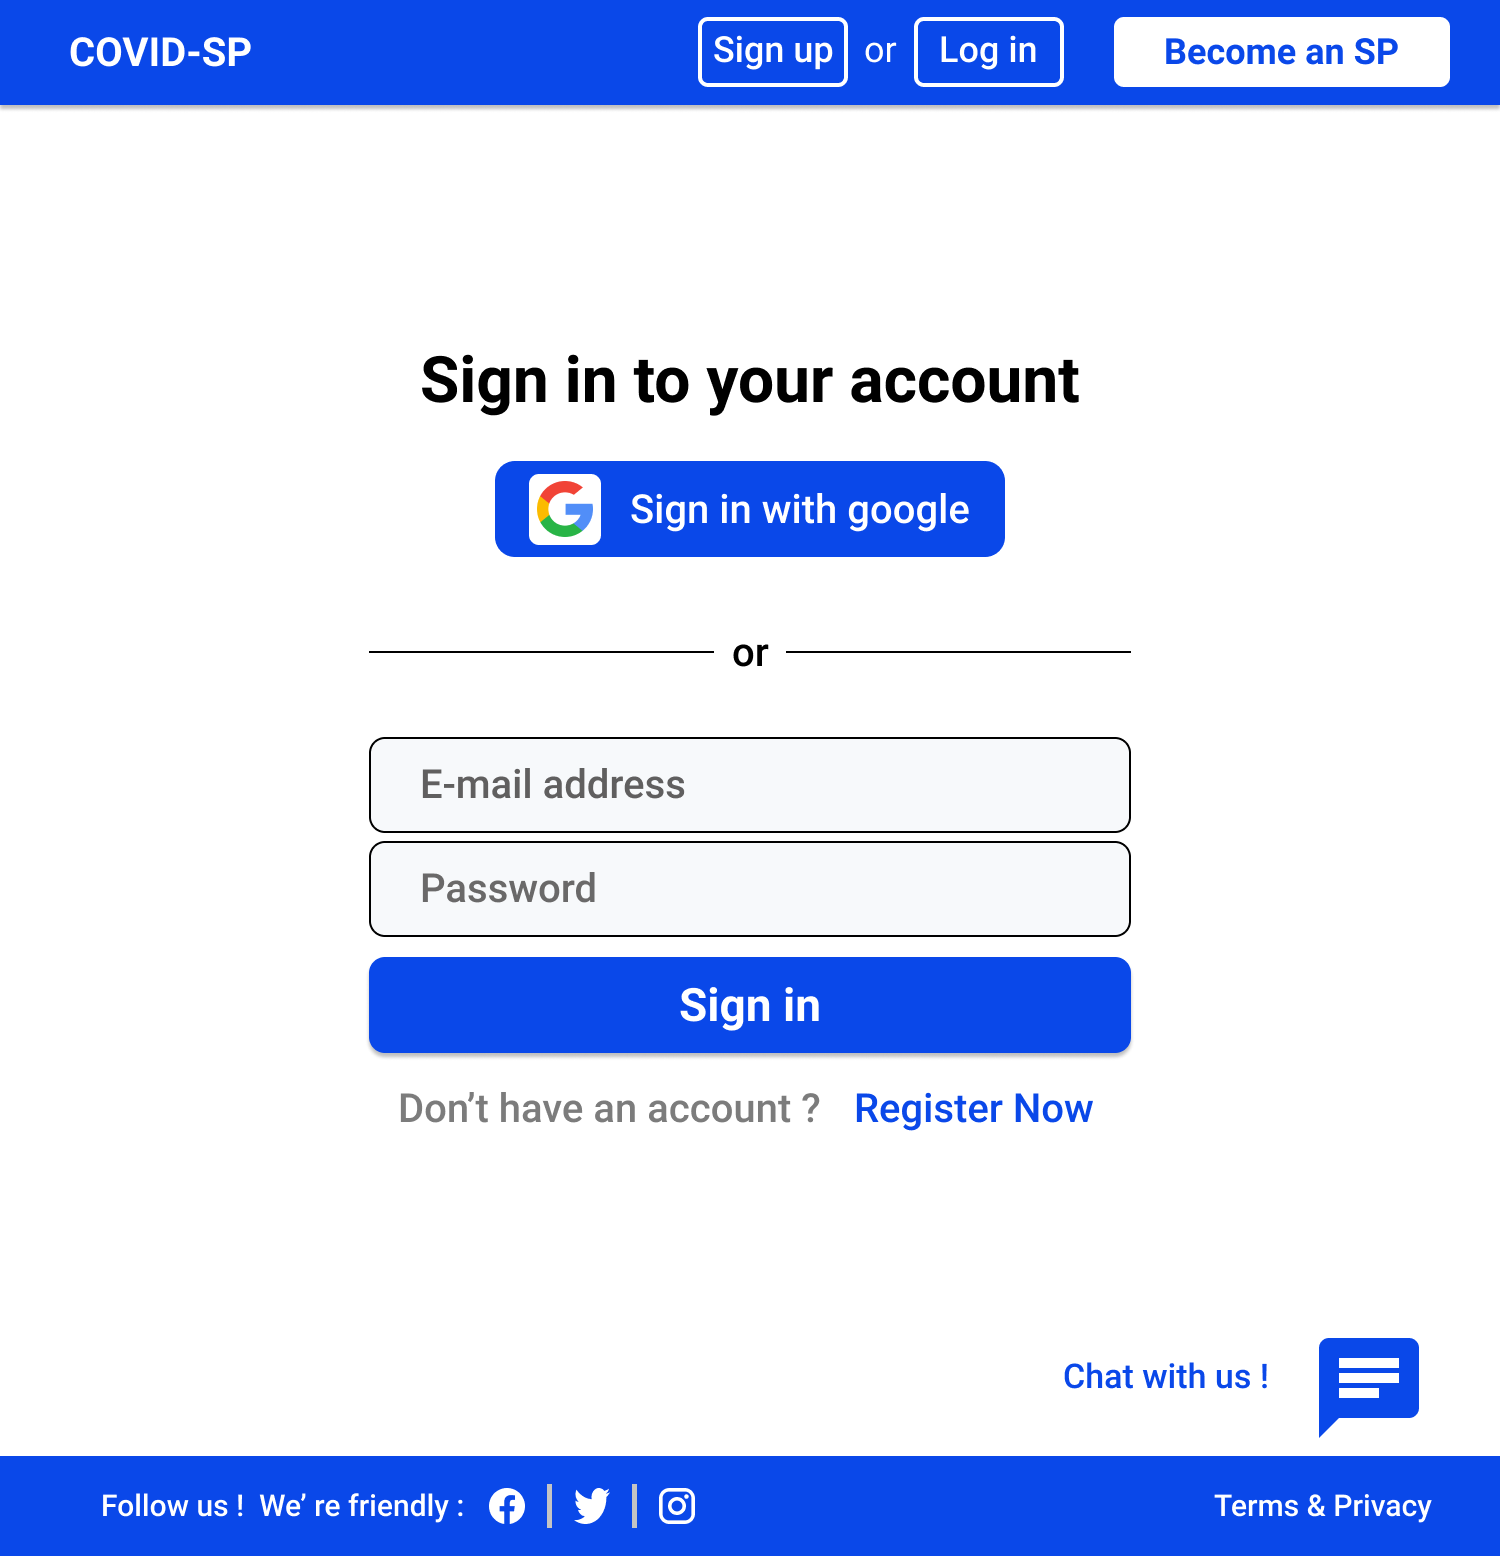 COVID-SP
Sign up or Log in
Become an SP
Sign in to your account
Sign in with google
or
E-mail address
Password
Sign in
Don’t have an account ? Register Now
Chat with us !
Follow us ! We’ re friendly :
Terms & Privacy